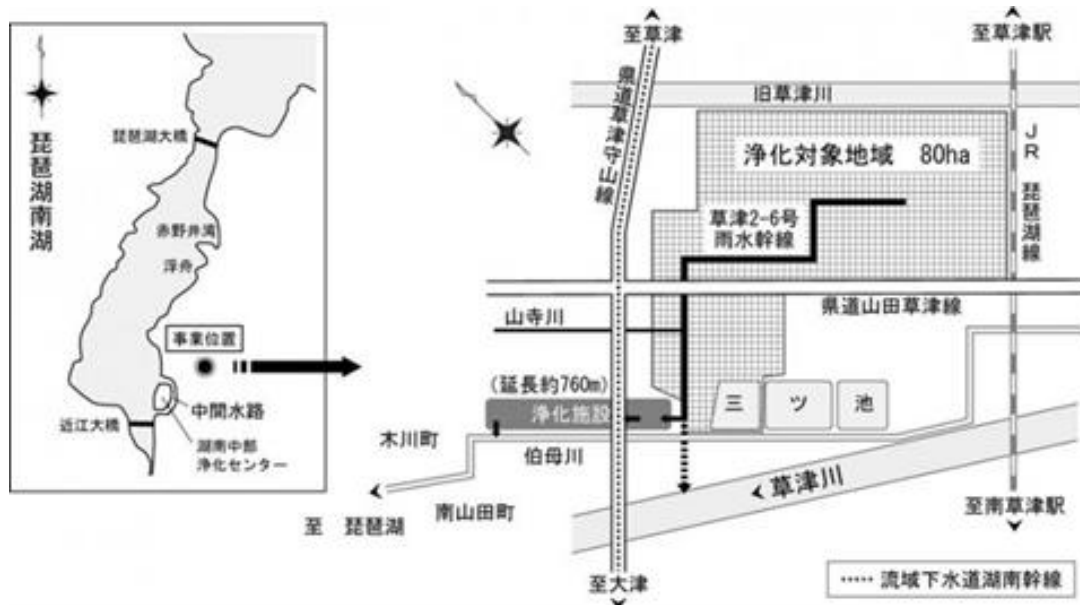 琵琶湖南湖
琵琶湖大橋
赤野井湾
浮舟
事業位置
中間水路
近江大橋
湖南中部
浄化センター
至草津
至草津駅
県道草津守山線
旧草津川
浄化対象地域 80ha
JR 琵琶湖線
草津2-6号
雨水幹線
県道山田草津線
山寺川
(延長約760m)
浄化施設
三 ツ 池
木川町
伯母川
草津川
南山田町
至 琵琶湖
至南草津駅
至大津
流域下水道湖南幹線